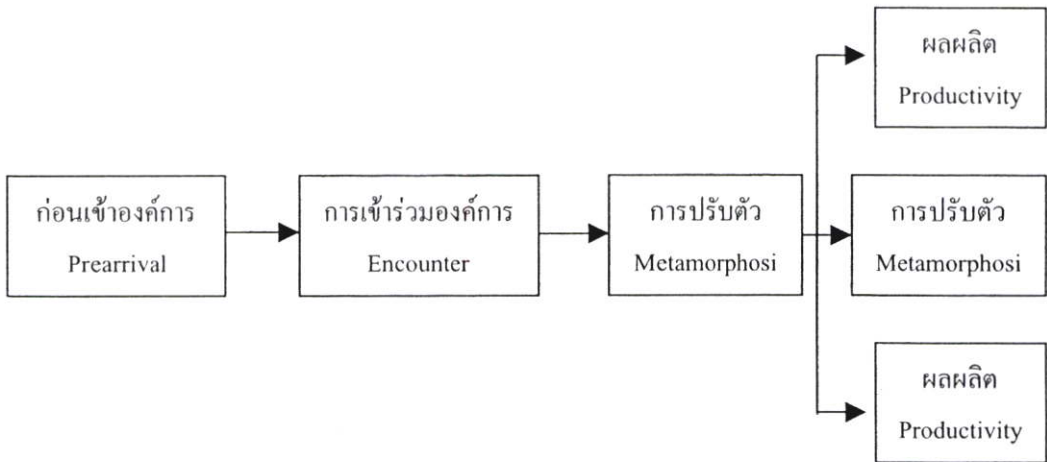 ผลผลิต
Productivity
ก่อนเข้าองค์การ
Prearrival
การเข้าร่วมองค์การ
Encounter
การปรับตัว
Metamorphosi
การปรับตัว
Metamorphosi
ผลผลิต
Productivity